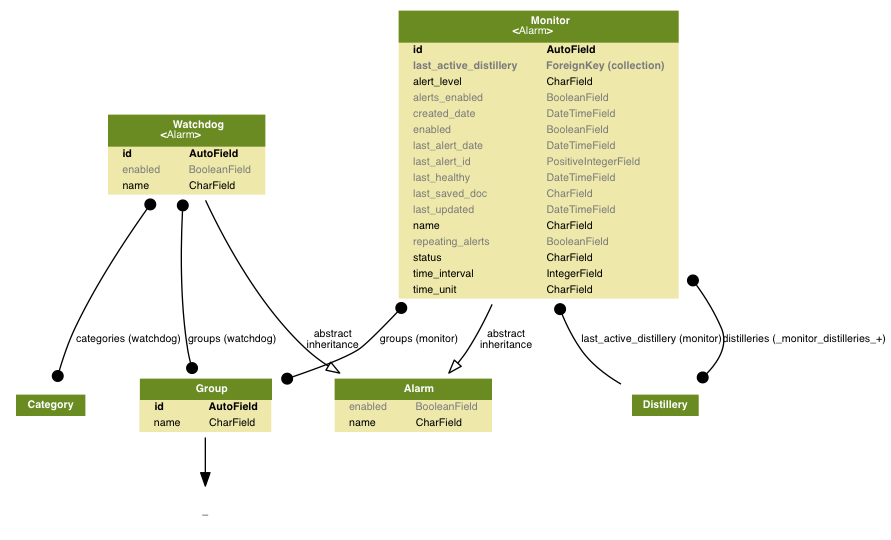 Monitor
<Alarm>
id AutoField
last_active_distillery ForeignKey (collection)
alert_level CharField
alerts_enabled BooleanField
created_date DateTimeField
enabled BooleanField
last_alert_date DateTimeField
last_alert_id PositiveIntegerField
last_healthy DateTimeField
last_saved_doc CharField
last_updated DateTimeField
name CharField
repeating_alerts BooleanField
status CharField
time_interval IntegerField
time_unit CharField
Watchdog
<Alarm>
id AutoField
enabled BooleanField
name CharField
categories (watchdog)
groups (watchdog)
abstract
inheritance
groups (monitor)
abstract
inheritance
last_active_distillery (monitor)
distilleries (_monitor_distilleries_+)
Category
Group
id AutoField
name CharField
Alarm
enabled BooleanField
name CharField
Distillery
_